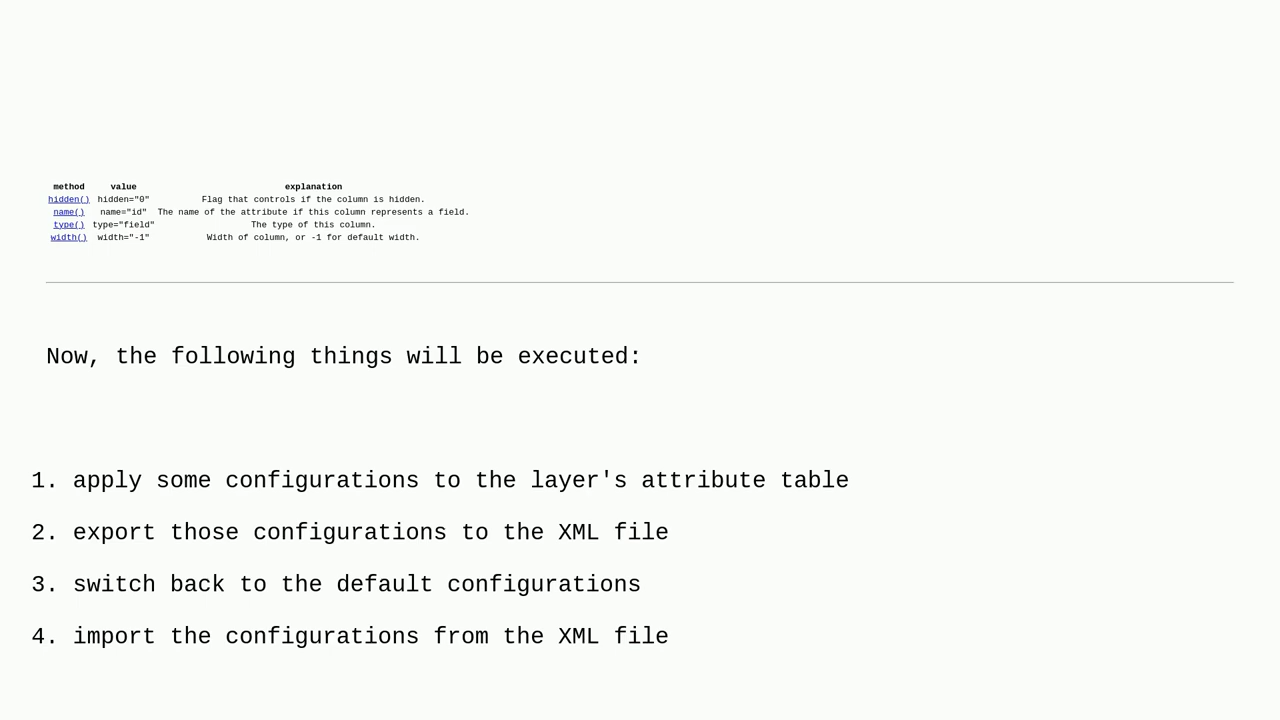 method value explanation
hidden() hidden="0" Flag that controls if the column is hidden.
name() name="id" The name of the attribute if this column represents a field.
type() type="field" The type of this column.
width() width="-1" Width of column, or -1 for default width.
Now, the following things will be executed:
1. apply some configurations to the layer's attribute table
2. export those configurations to the XML file
3. switch back to the default configurations
4. import the configurations from the XML file